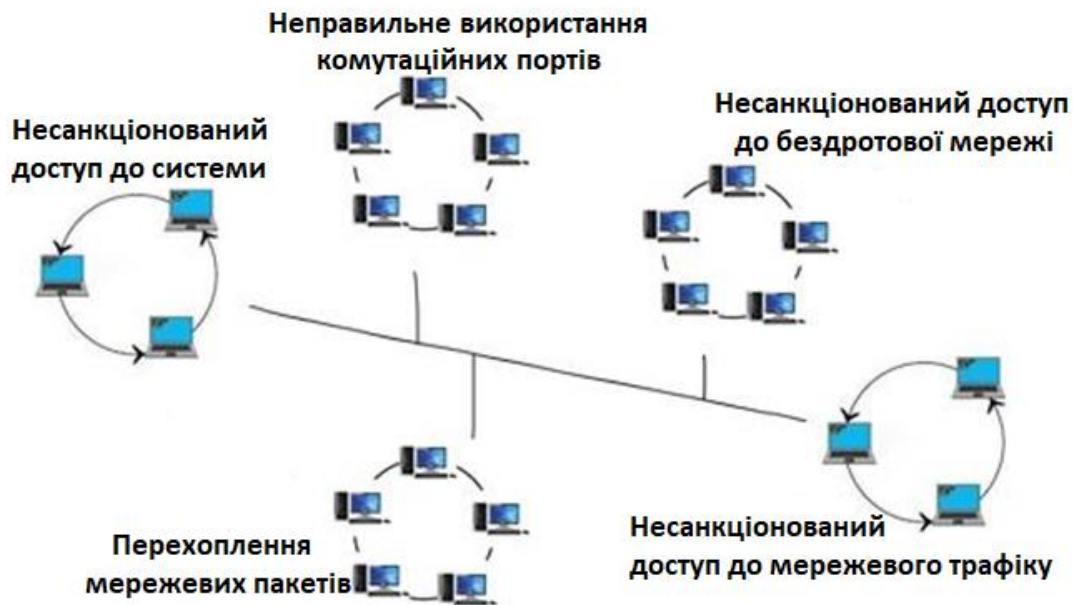 Неправильне використання
комутаційних портів
Несанкціонований доступ
до бездротової мережі
Несанкціонований
доступ до системи
Перехоплення
мережевих пакетів
Несанкціонований
доступ до мережевого трафіку